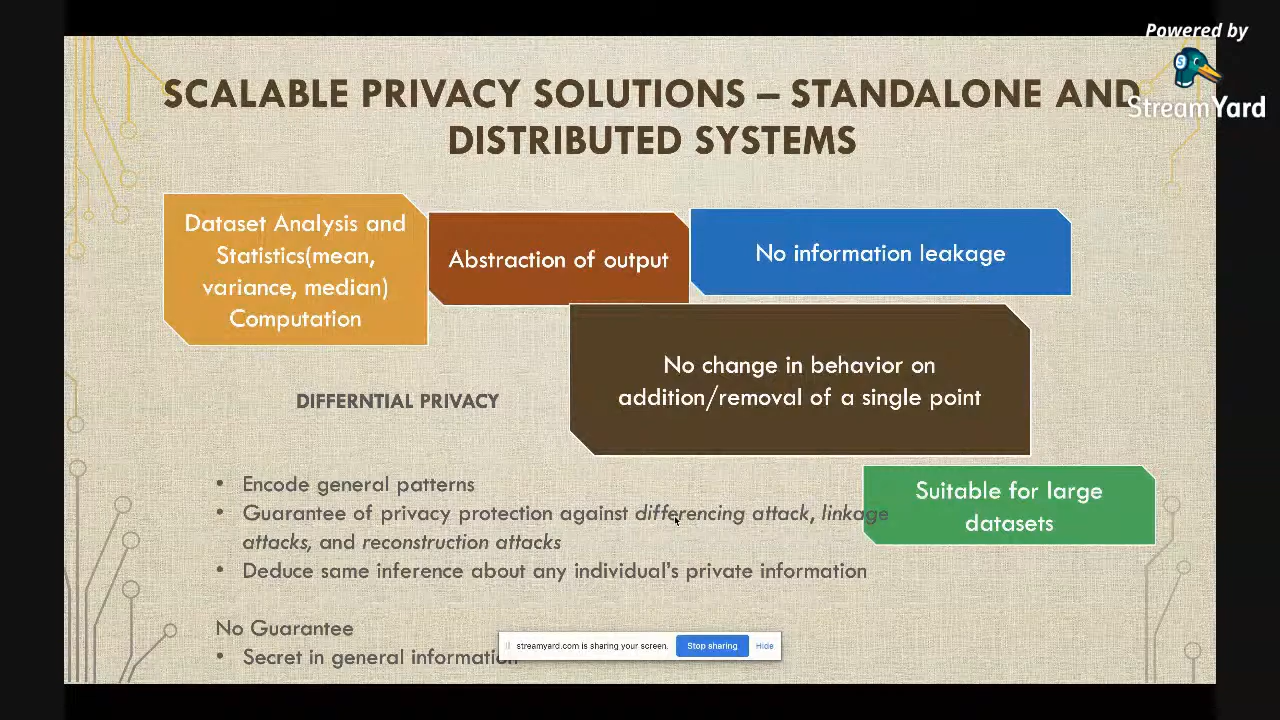 Powered by
StreamYard
SCALABLE PRIVACY SOLUTIONS – STANDALONE AND
DISTRIBUTED SYSTEMS
Dataset Analysis and
Statistics(mean,
variance, median)
Computation
Abstraction of output
No information leakage
No change in behavior on
addition/removal of a single point
DIFFERNTIAL PRIVACY
Suitable for large
datasets
• Encode general patterns
• Guarantee of privacy protection against differencing attack, linkage
attacks, and reconstruction attacks
• Deduce same inference about any individual's private information
No Guarantee
• Secret in general information
streamyard.com is sharing your screen.
Stop sharing
Hide